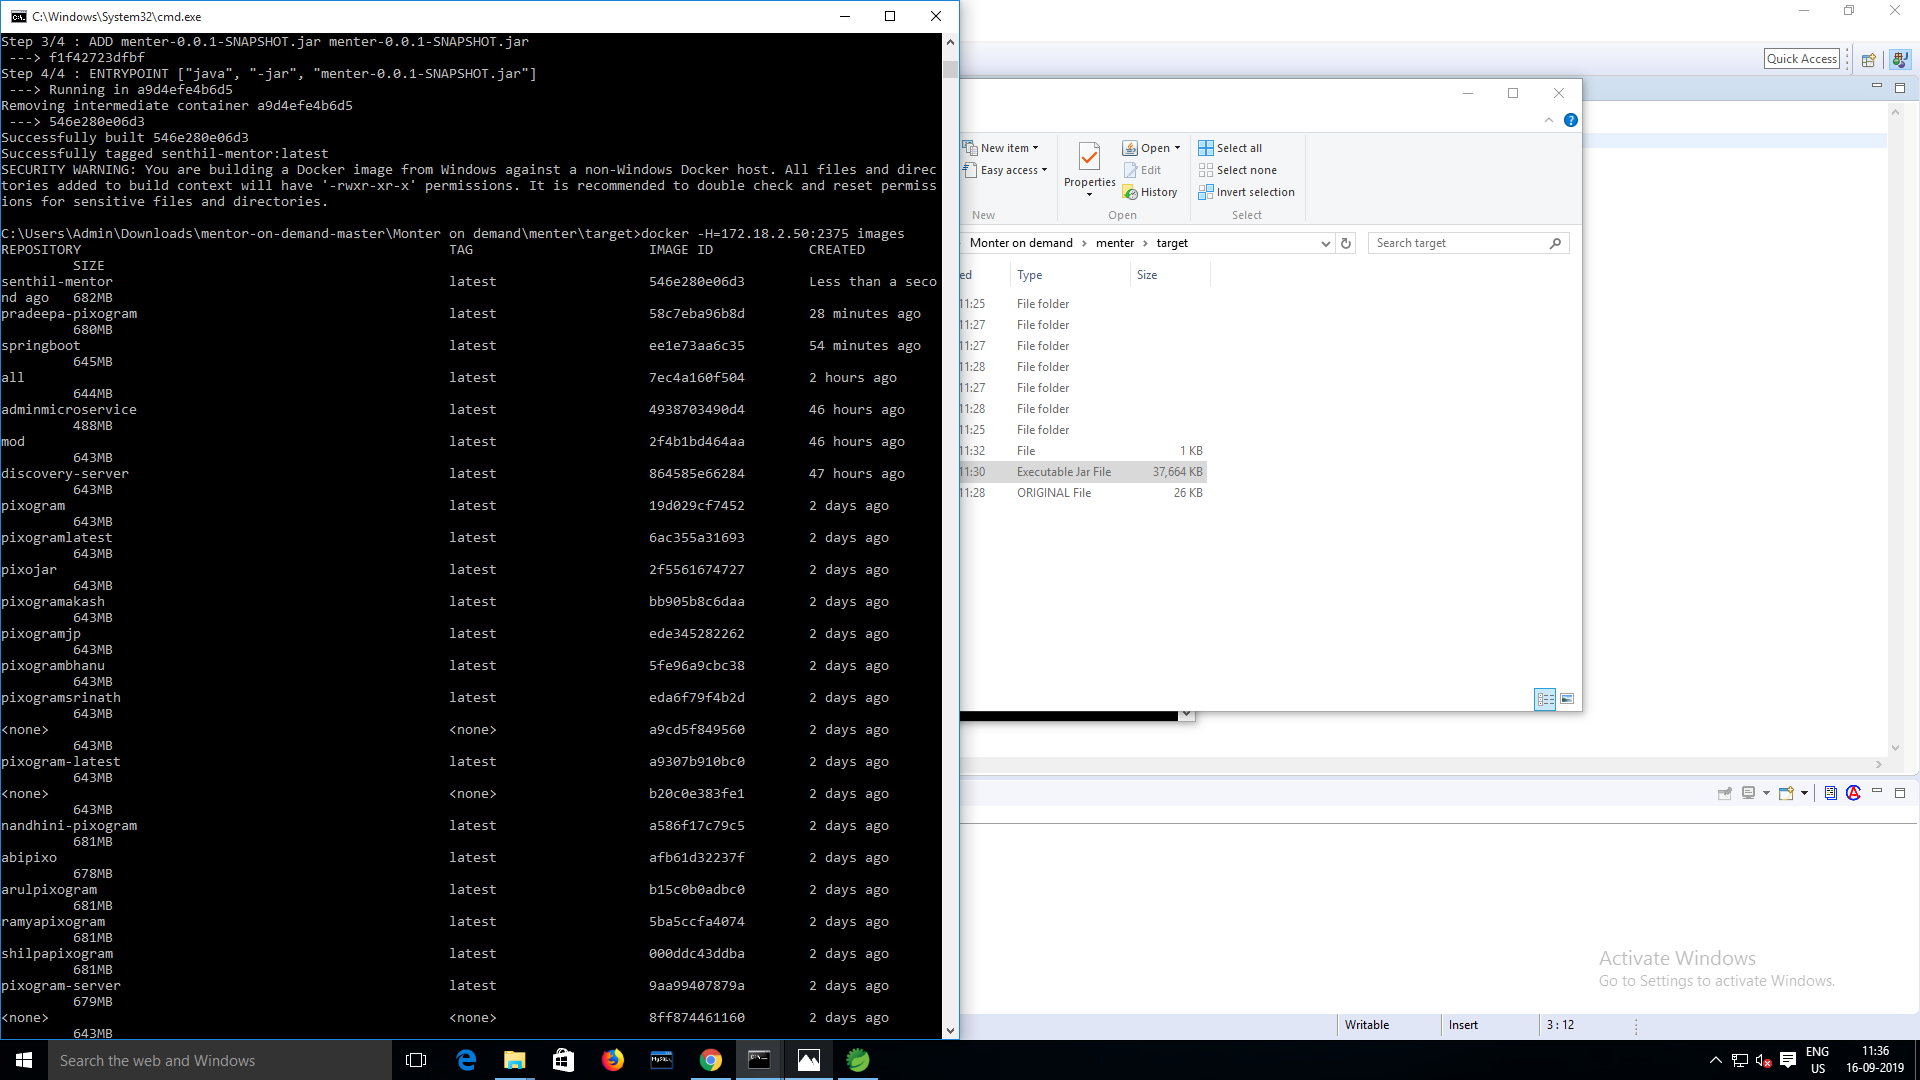 C:\Windows\System32\cmd.exe
Step 3/4 : ADD menter-0.0.1-SNAPSHOT.jar menter-0.0.1-SNAPSHOT.jar
---> f1f42723dfbf
Step 4/4 : ENTRYPOINT ["java", "-jar", "menter-0.0.1-SNAPSHOT.jar"]
---> Running in a9d4efe4b6d5
Removing intermediate container a9d4efe4b6d5
---> 546e280e06d3
Successfully built 546e280e06d3
Successfully tagged senthil-mentor:latest
SECURITY WARNING: You are building a Docker image from Windows against a non-Windows Docker host. All files and direc
tories added to build context will have '-rwxr-xr-x' permissions. It is recommended to double check and reset permiss
ions for sensitive files and directories.
C:\Users\Admin\Downloads\mentor-on-demand-master\Monter on demand\menter\target>docker -H=172.18.2.50:2375 images
REPOSITORY TAG IMAGE ID CREATED
SIZE
senthil-mentor latest 546e280e06d3 Less than a seco
nd ago 682MB
pradeepa-pixogram latest 58c7eba96b8d 28 minutes ago
680MB
springboot latest ee1e73aa6c35 54 minutes ago
645MB
all latest 7ec4a160f504 2 hours ago
644MB
adminmicroservice latest 4938703490d4 46 hours ago
488MB
mod latest 2f4b1bd464aa 46 hours ago
643MB
discovery-server latest 864585e66284 47 hours ago
643MB
pixogram latest 19d029cf7452 2 days ago
643MB
pixogramlatest latest 6ac355a31693 2 days ago
643MB
pixojar latest 2f5561674727 2 days ago
643MB
pixogramakash latest bb905b8c6daa 2 days ago
643MB
pixogramjp latest ede345282262 2 days ago
643MB
pixogrambhanu latest 5fe96a9cbc38 2 days ago
643MB
pixogramsrinath latest eda6f79f4b2d 2 days ago
643MB
<none> <none> a9cd5f849560 2 days ago
643MB
pixogram-latest latest a9307b910bc0 2 days ago
643MB
<none> <none> b20c0e383fe1 2 days ago
643MB
nandhini-pixogram latest a586f17c79c5 2 days ago
681MB
abipixo latest afb61d32237f 2 days ago
678MB
arulpixogram latest b15c0b0adbc0 2 days ago
681MB
ramyapixogram latest 5ba5ccfa4074 2 days ago
681MB
shilpapixogram latest 000ddc43ddba 2 days ago
681MB
pixogram-server latest 9aa99407879a 2 days ago
679MB
<none> <none> 8ff874461160 2 days ago
643MB
Quick Access
New item
Easy access
New
Properties
Open
Edit
History
Open
Select all
Select none
Invert selection
Select
Monter on demand > menter > target
Search target
ed Type Size
11:25 File folder
11:27 File folder
11:27 File folder
11:28 File folder
11:27 File folder
11:28 File folder
11:25 File folder
11:32 File 1 KB
11:30 Executable Jar File 37,664 KB
11:28 ORIGINAL File 26 KB
Activate Windows
Go to Settings to activate Windows.
Writable Insert 3 : 12
Search the web and Windows
MySQL
ENG
US
11:36
16-09-2019